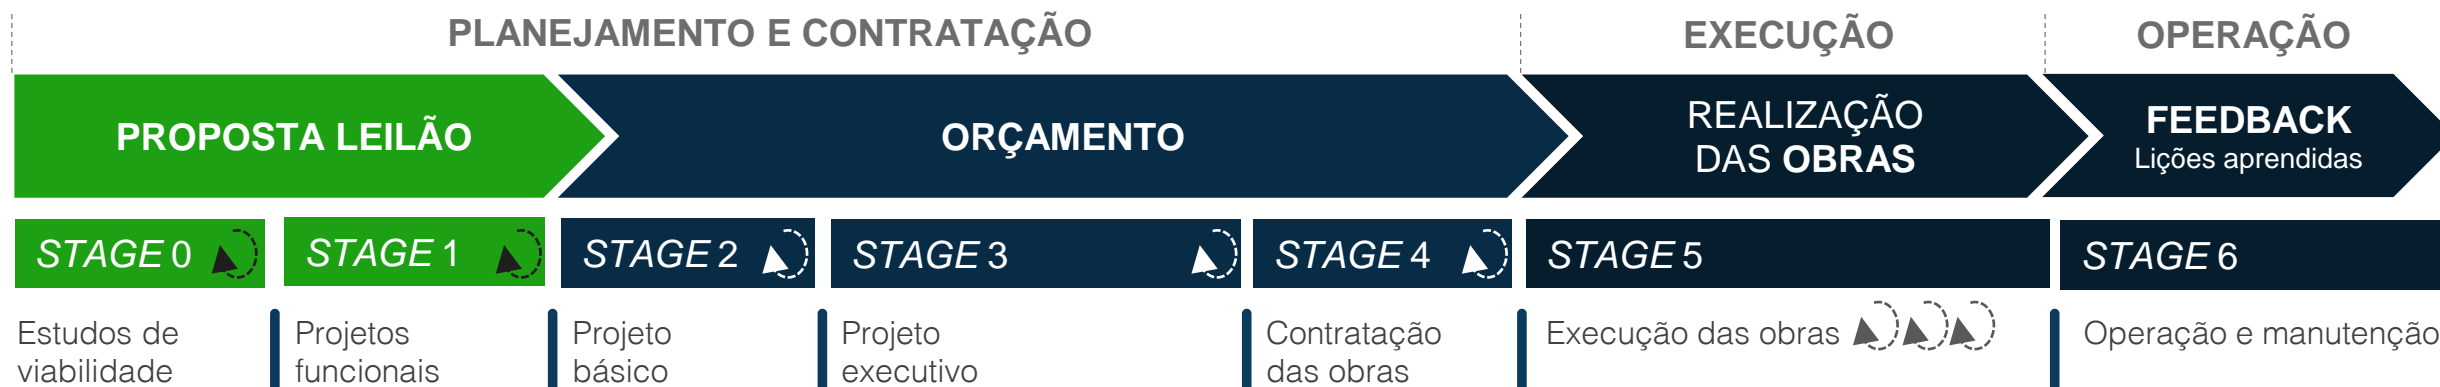 PLANEJAMENTO E CONTRATAÇÃO
EXECUÇÃO
OPERAÇÃO
PROPOSTA LEILÃO
ORÇAMENTO
REALIZAÇÃO
DAS OBRAS
FEEDBACK
Lições aprendidas
STAGE 0
STAGE 1
STAGE 2
STAGE 3
STAGE 4
STAGE 5
STAGE 6
Estudos de
viabilidade
Projetos
funcionais
Projeto
básico
Projeto
executivo
Contratação
das obras
Execução das obras
Operação e manutenção